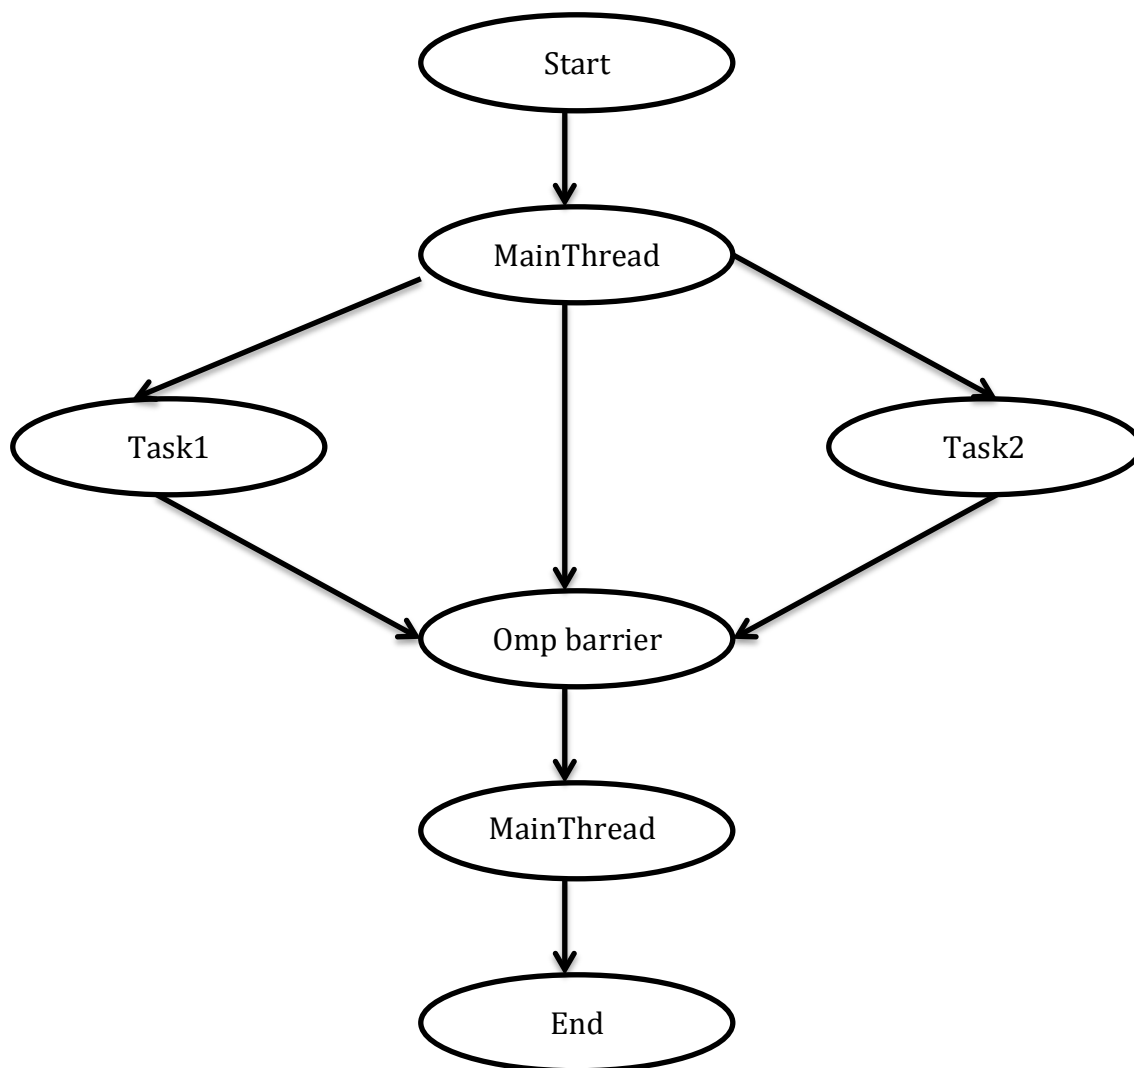 Start
MainThread
Task1
Task2
Omp barrier
MainThread
End